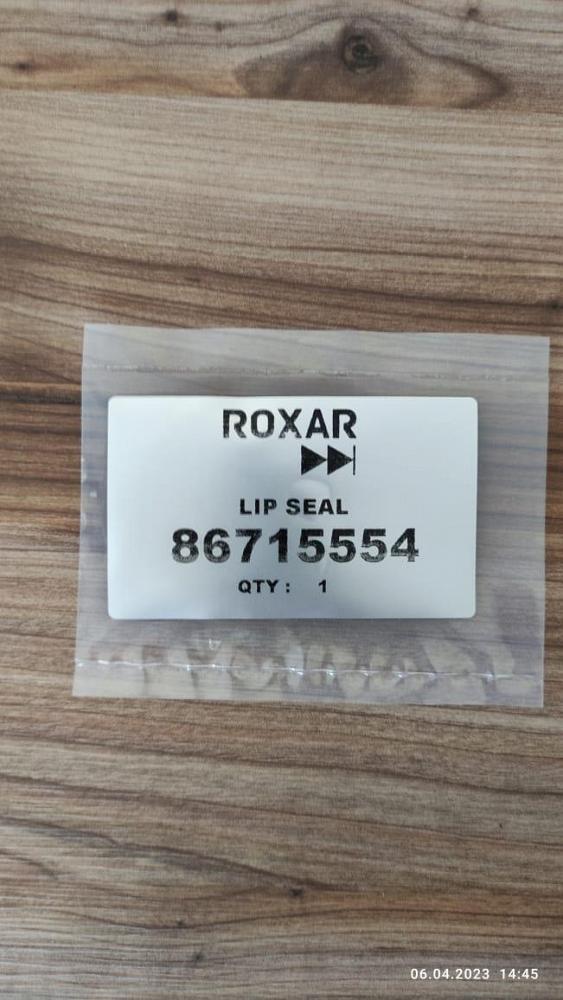 ROXAR
LIP SEAL
86715554
QTY : 1
06.04.2023 14:45